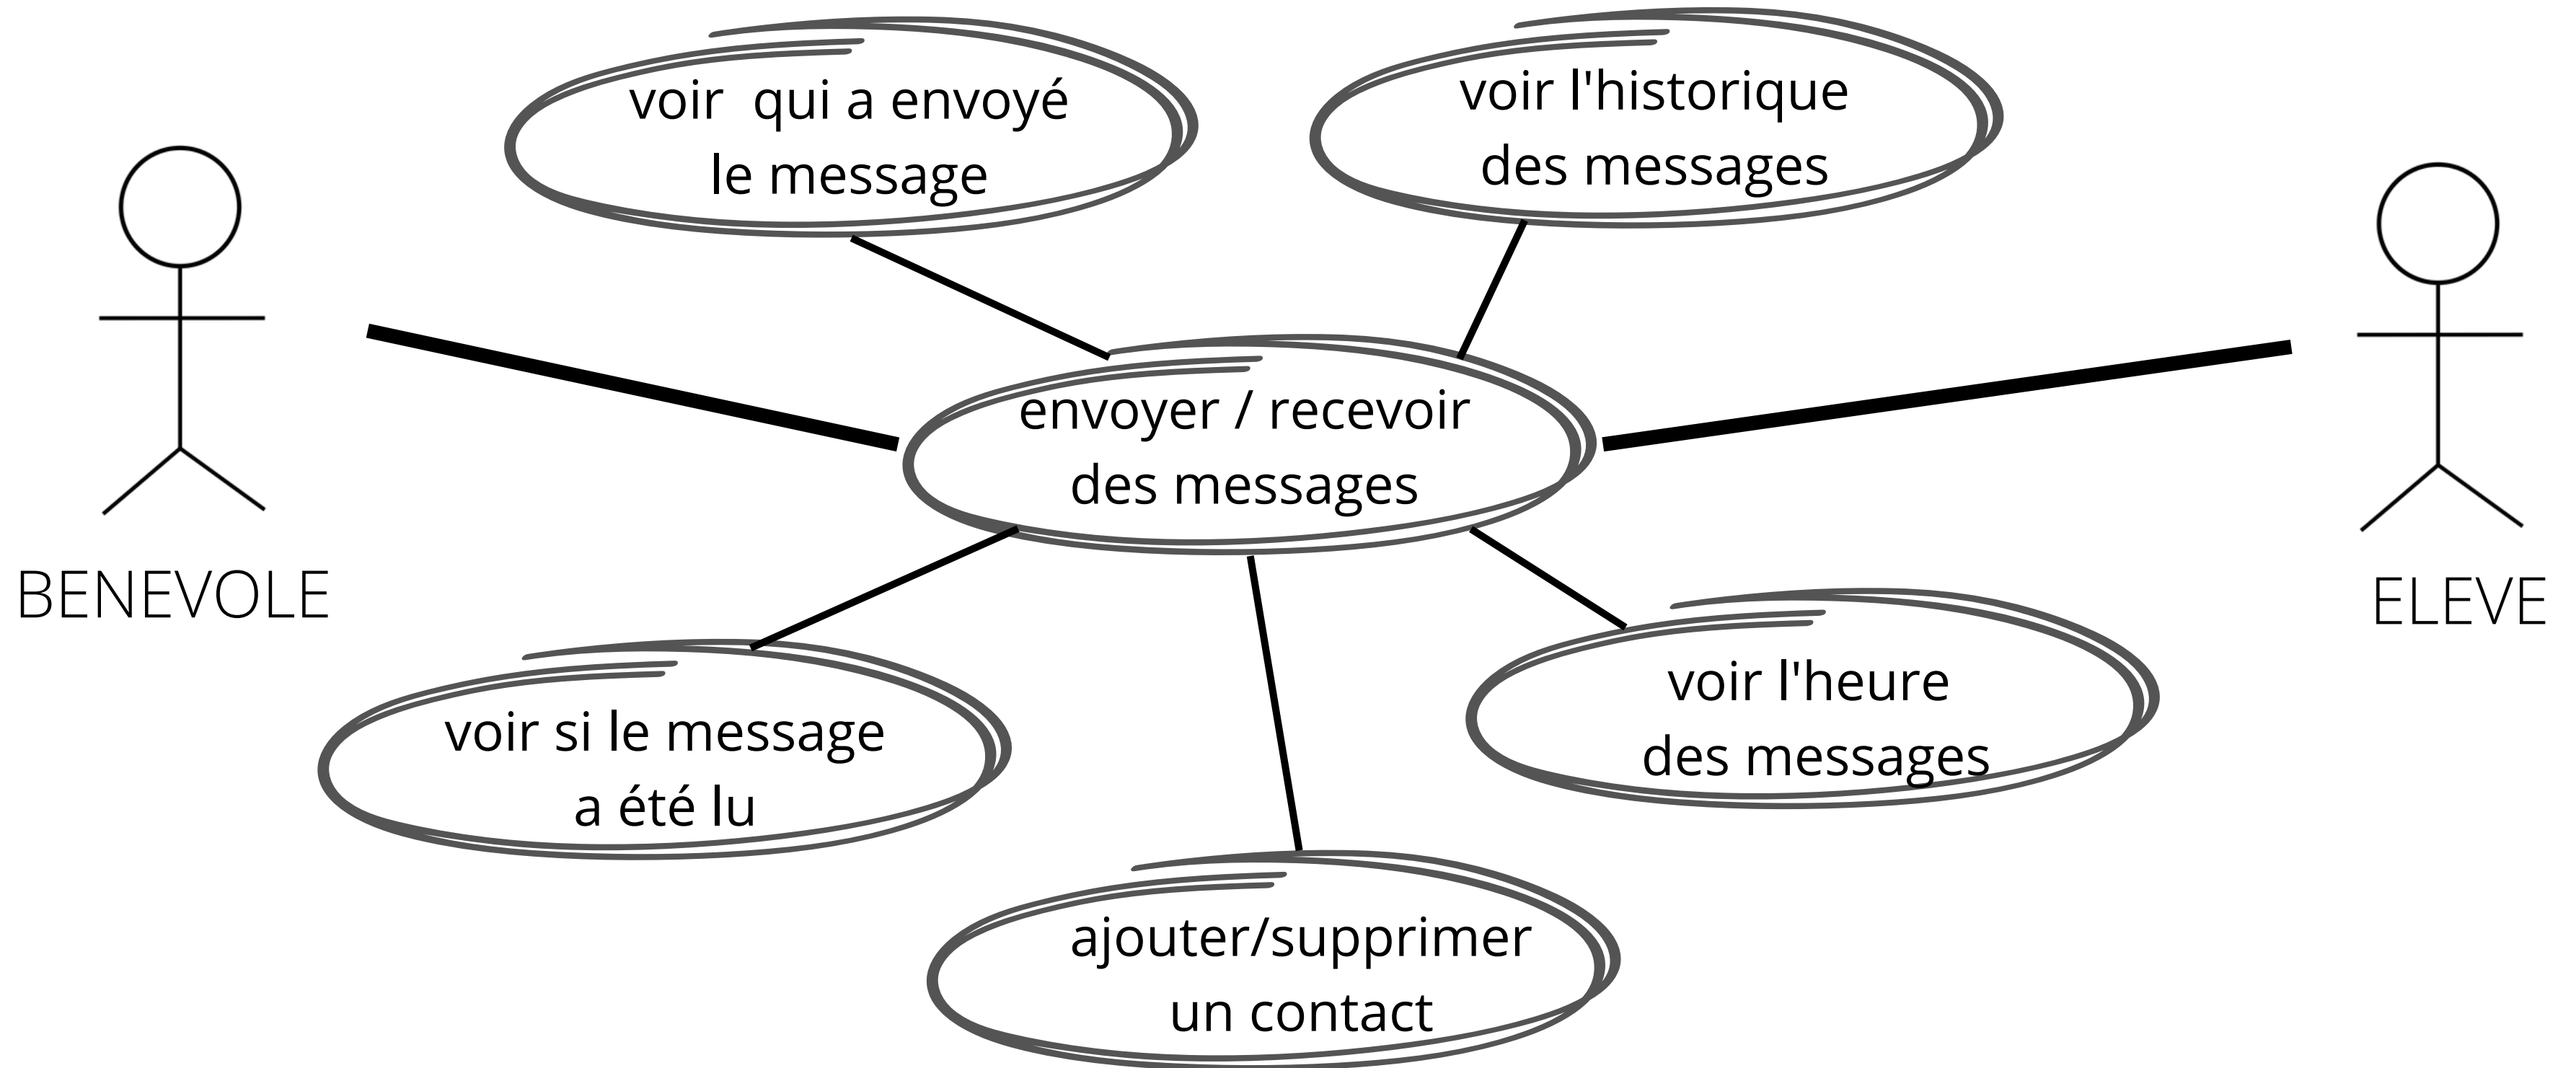 voir  qui a envoyé
le message
voir l'historique
des messages
envoyer / recevoir
des messages
BENEVOLE
ELEVE
voir si le message
a été lu
voir l'heure
des messages
ajouter/supprimer
un contact